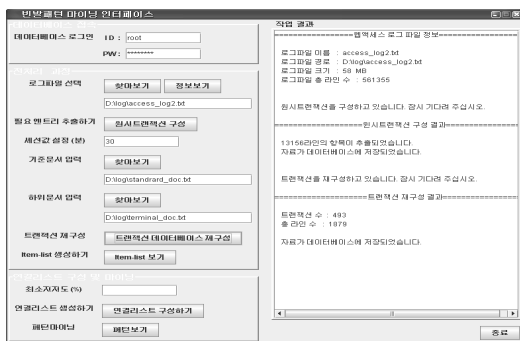 빈발패턴 마이닝 인터페이스
데이터베이스 로그인 ID : root
PW: ********
로그파일 선택 찾아보기 정보보기
D:\log\access_log2.txt
필요 엔트리 추출하기 원시트랜잭션 구성
세션값 설정 (분) 30
기준문서 입력 찾아보기
D:\log\standrard_doc.txt
하위문서 입력 찾아보기
D:\log\terminal_doc.txt
트랜잭션 재구성 트랜잭션 데이터베이스 재구성
Item-list 생성하기 Item-list 보기
연결리스트 구성 및 마이닝
최소지지도 (%)
연결리스트 생성하기 연결리스트 구성하기
패턴마이닝 패턴보기
작업 결과
==================웹액세스 로그 파일 정보==================
로그파일 이름 : access_log2.txt
로그파일 경로 : D:\log\access_log2.txt
로그파일 크기 : 58 MB
로그파일 총 라인 수 : 561355
원시트랜잭션을 구성하고 있습니다. 잠시 기다려 주십시오.
==================원시트랜잭션 구성 결과==================
13156라인의 항목이 추출되었습니다.
자료가 데이터베이스에 저장되었습니다.
트랜잭션을 재구성하고 있습니다. 잠시 기다려 주십시오.
==================트랜잭션 재구성 결과==================
트랜잭션 수 : 493
총 라인 수 : 1879
자료가 데이터베이스에 저장되었습니다.
종료